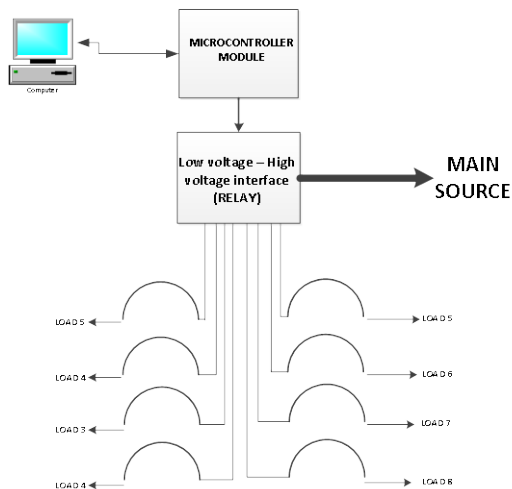 Computer
MICROCONTROLLER
MODULE
Low voltage – High
voltage interface
(RELAY)
MAIN
SOURCE
LOAD 5
LOAD 5
LOAD 4
LOAD 6
LOAD 3
LOAD 7
LOAD 4
LOAD 8